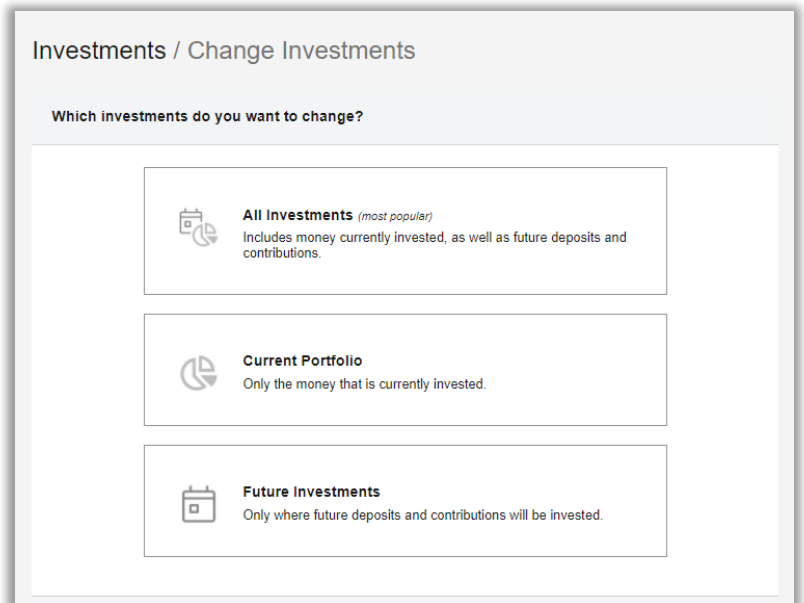 Investments / Change Investments
Which investments do you want to change?
All Investments (most popular)
Includes money currently invested, as well as future deposits and
contributions.
Current Portfolio
Only the money that is currently invested.
Future Investments
Only where future deposits and contributions will be invested.